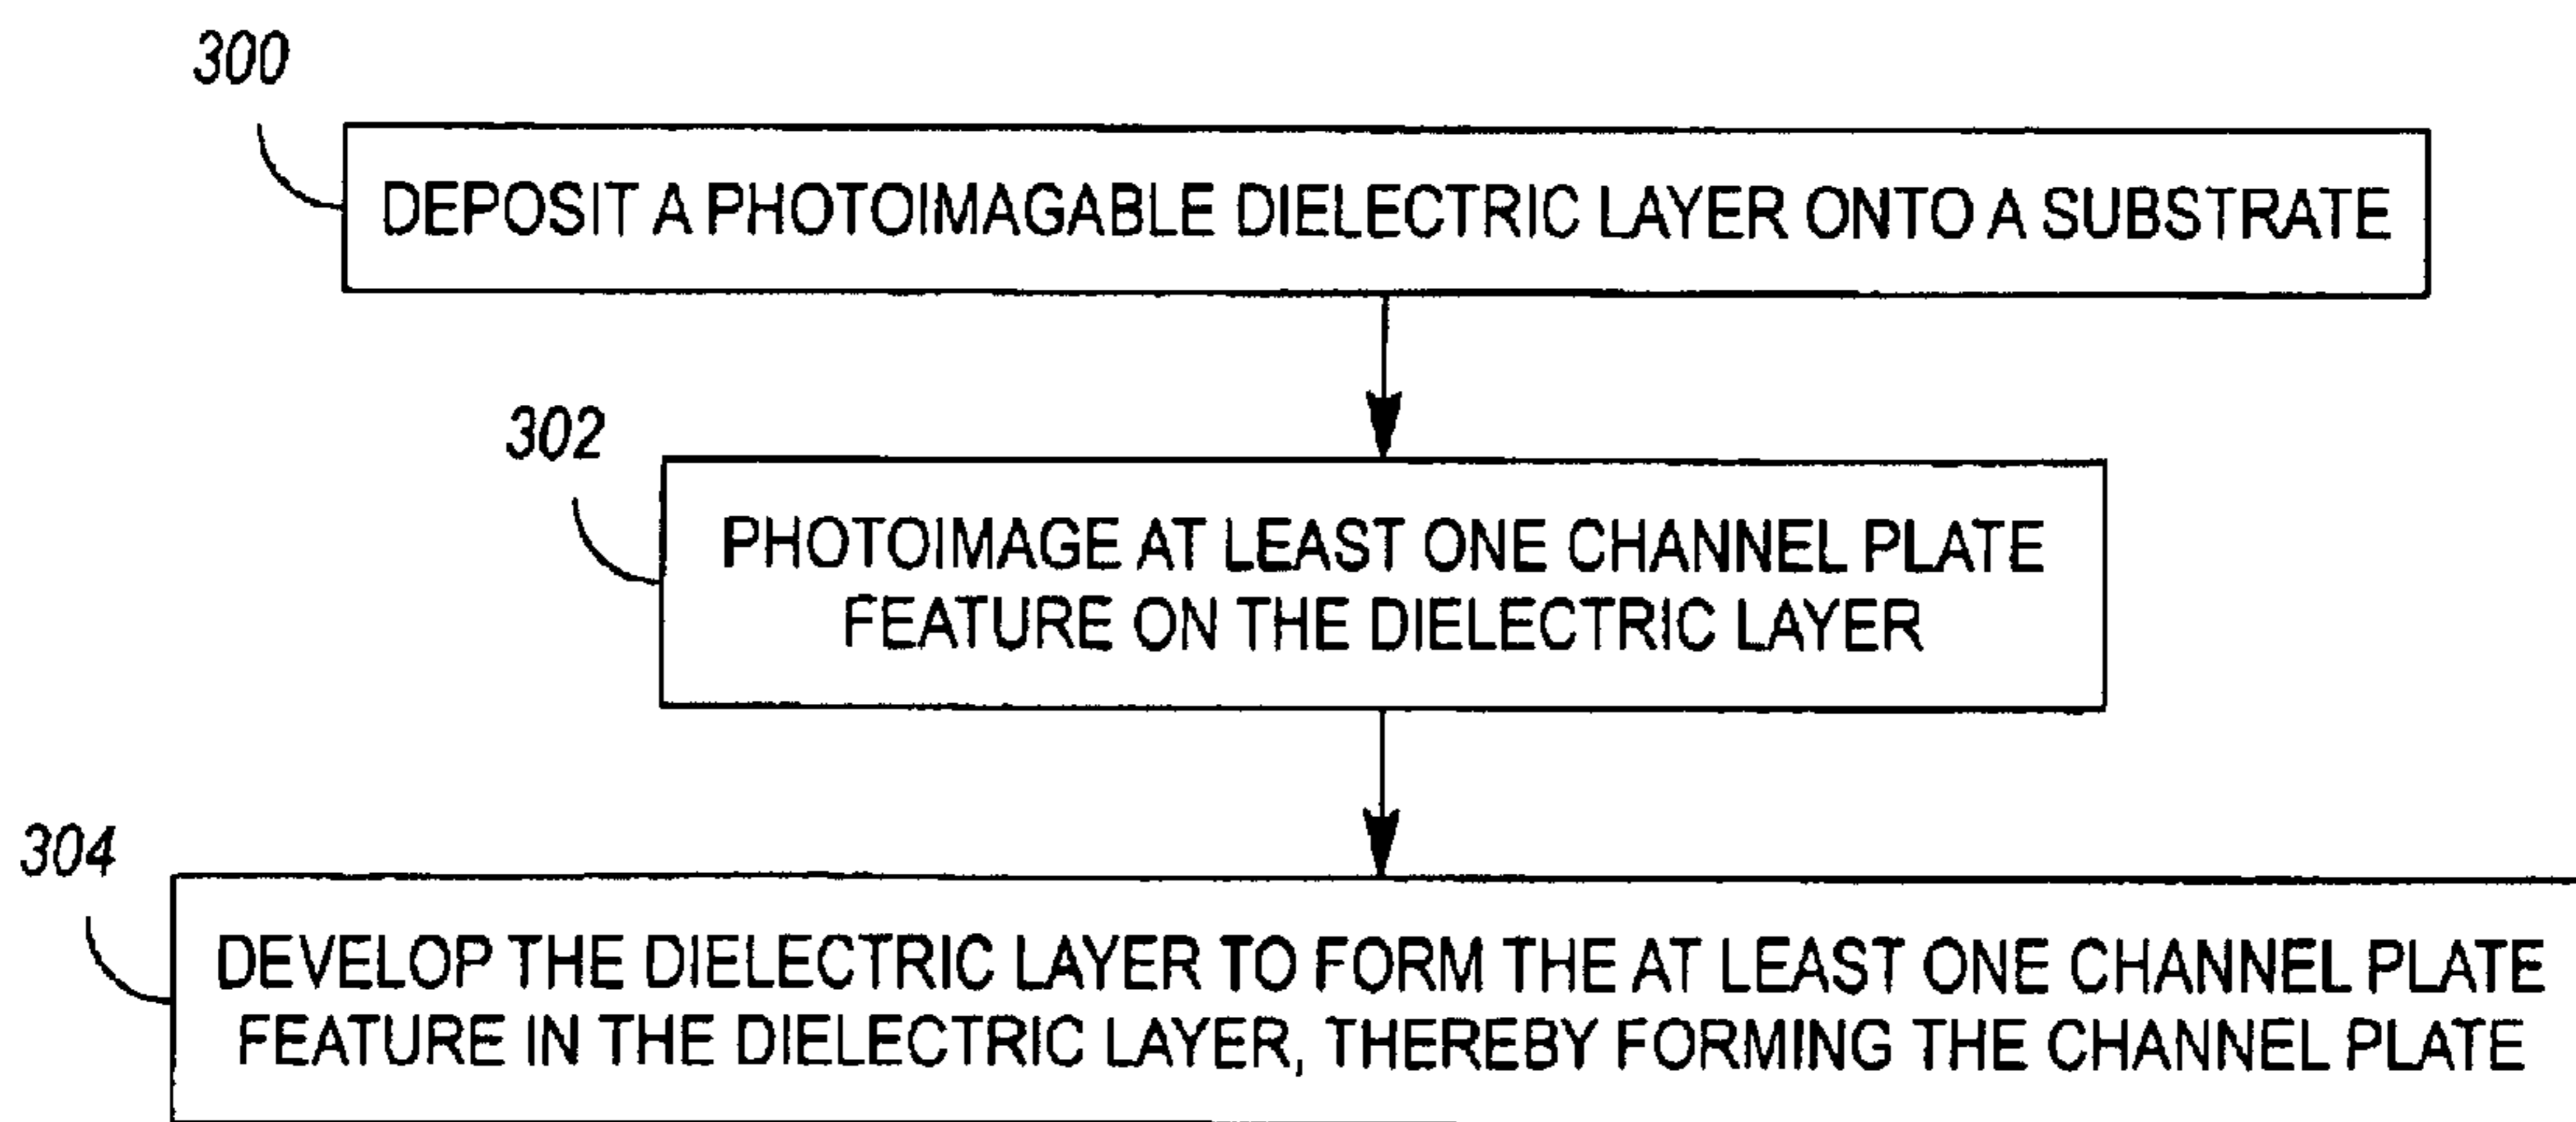 300
DEPOSIT A PHOTOIMAGABLE DIELECTRIC LAYER ONTO A SUBSTRATE
302
PHOTOIMAGE AT LEAST ONE CHANNEL PLATE
FEATURE ON THE DIELECTRIC LAYER
304
DEVELOP THE DIELECTRIC LAYER TO FORM THE AT LEAST ONE CHANNEL PLATE
FEATURE IN THE DIELECTRIC LAYER, THEREBY FORMING THE CHANNEL PLATE